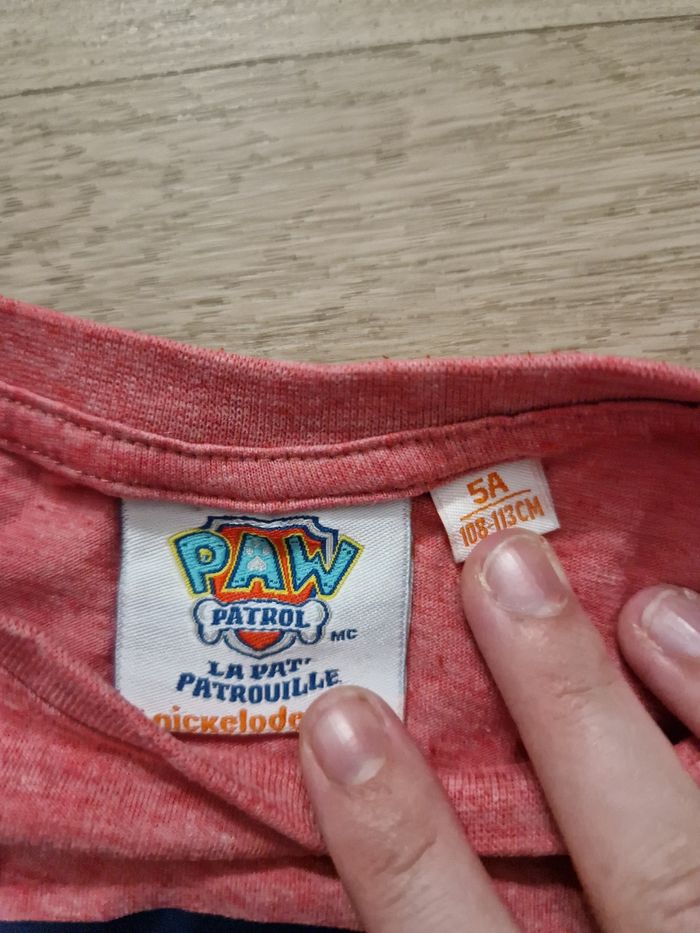 PAW
PATROL
MC
LA PAT'
PATROUILLE
5A
108-113CM